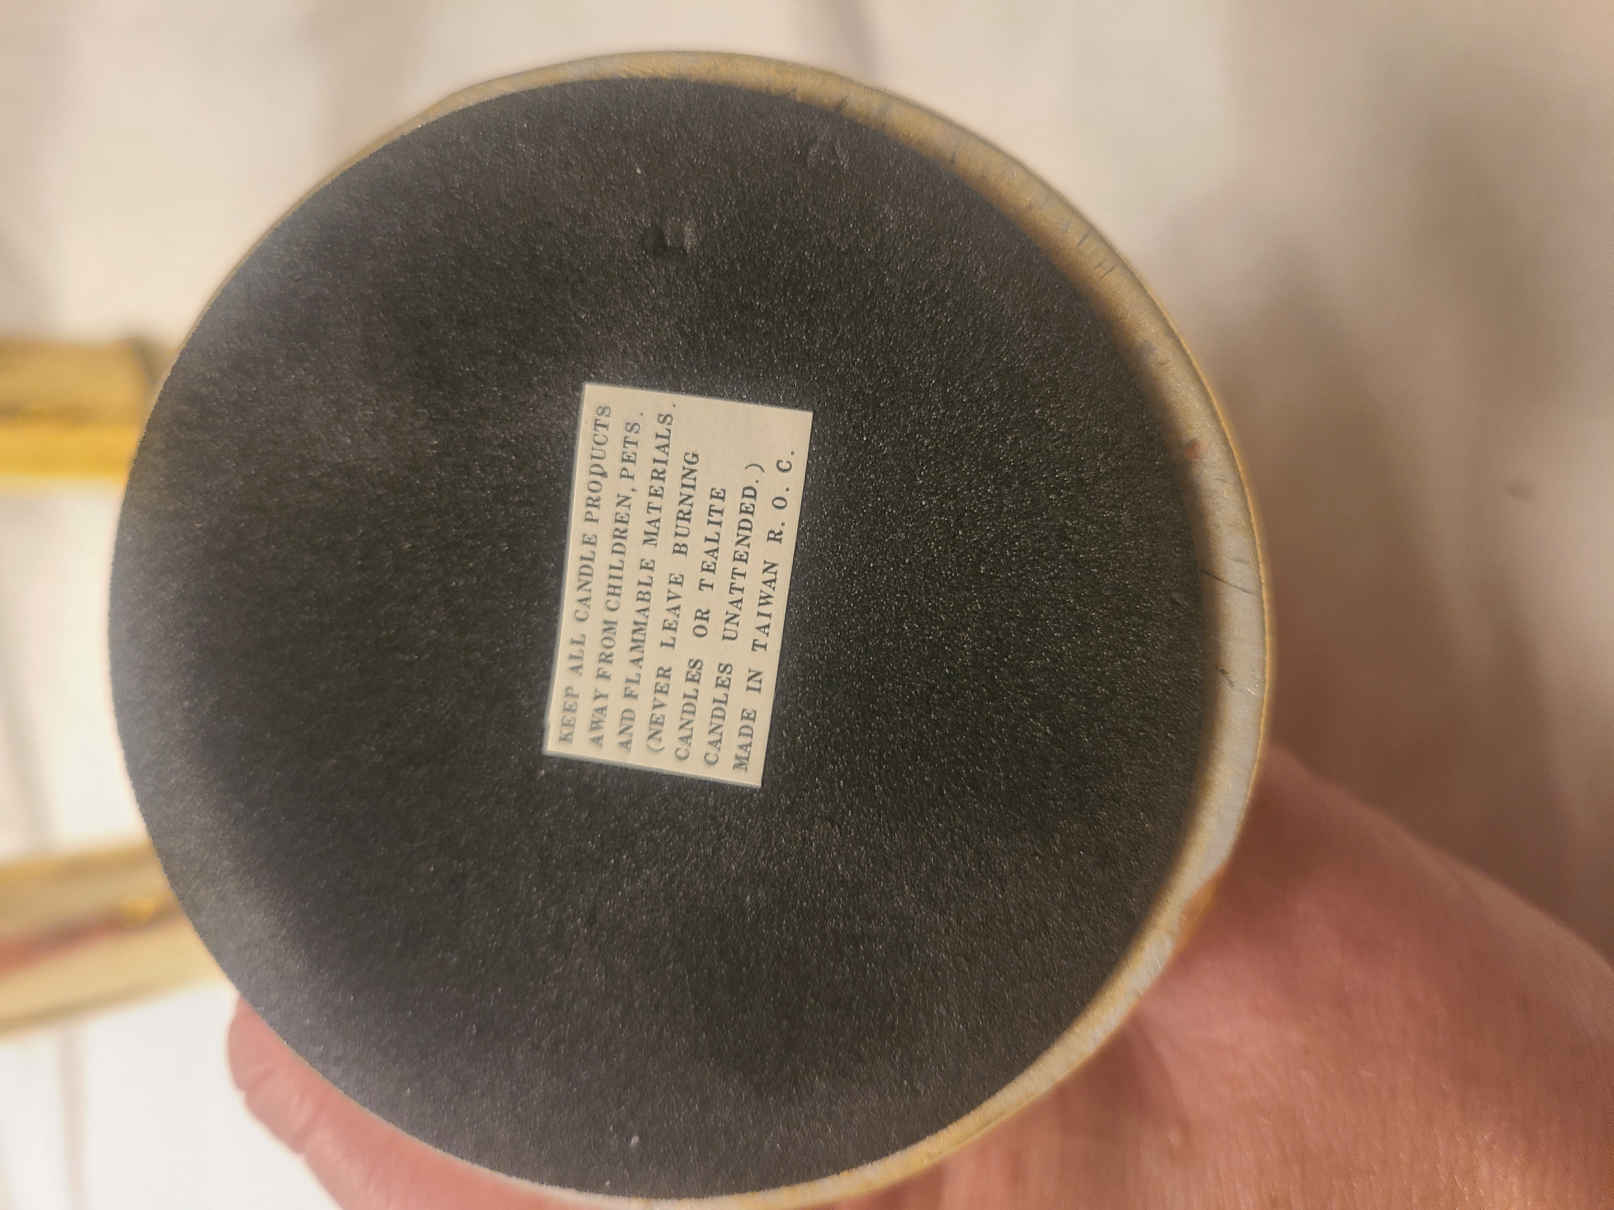 KEEP ALL CANDLE PRODUCTS
AWAY FROM CHILDREN, PETS.
AND FLAMMABLE MATERIALS.
(NEVER LEAVE BURNING
CANDLES OR TEALITE
CANDLES UNATTENDED.)
MADE IN TAIWAN R. O. C.